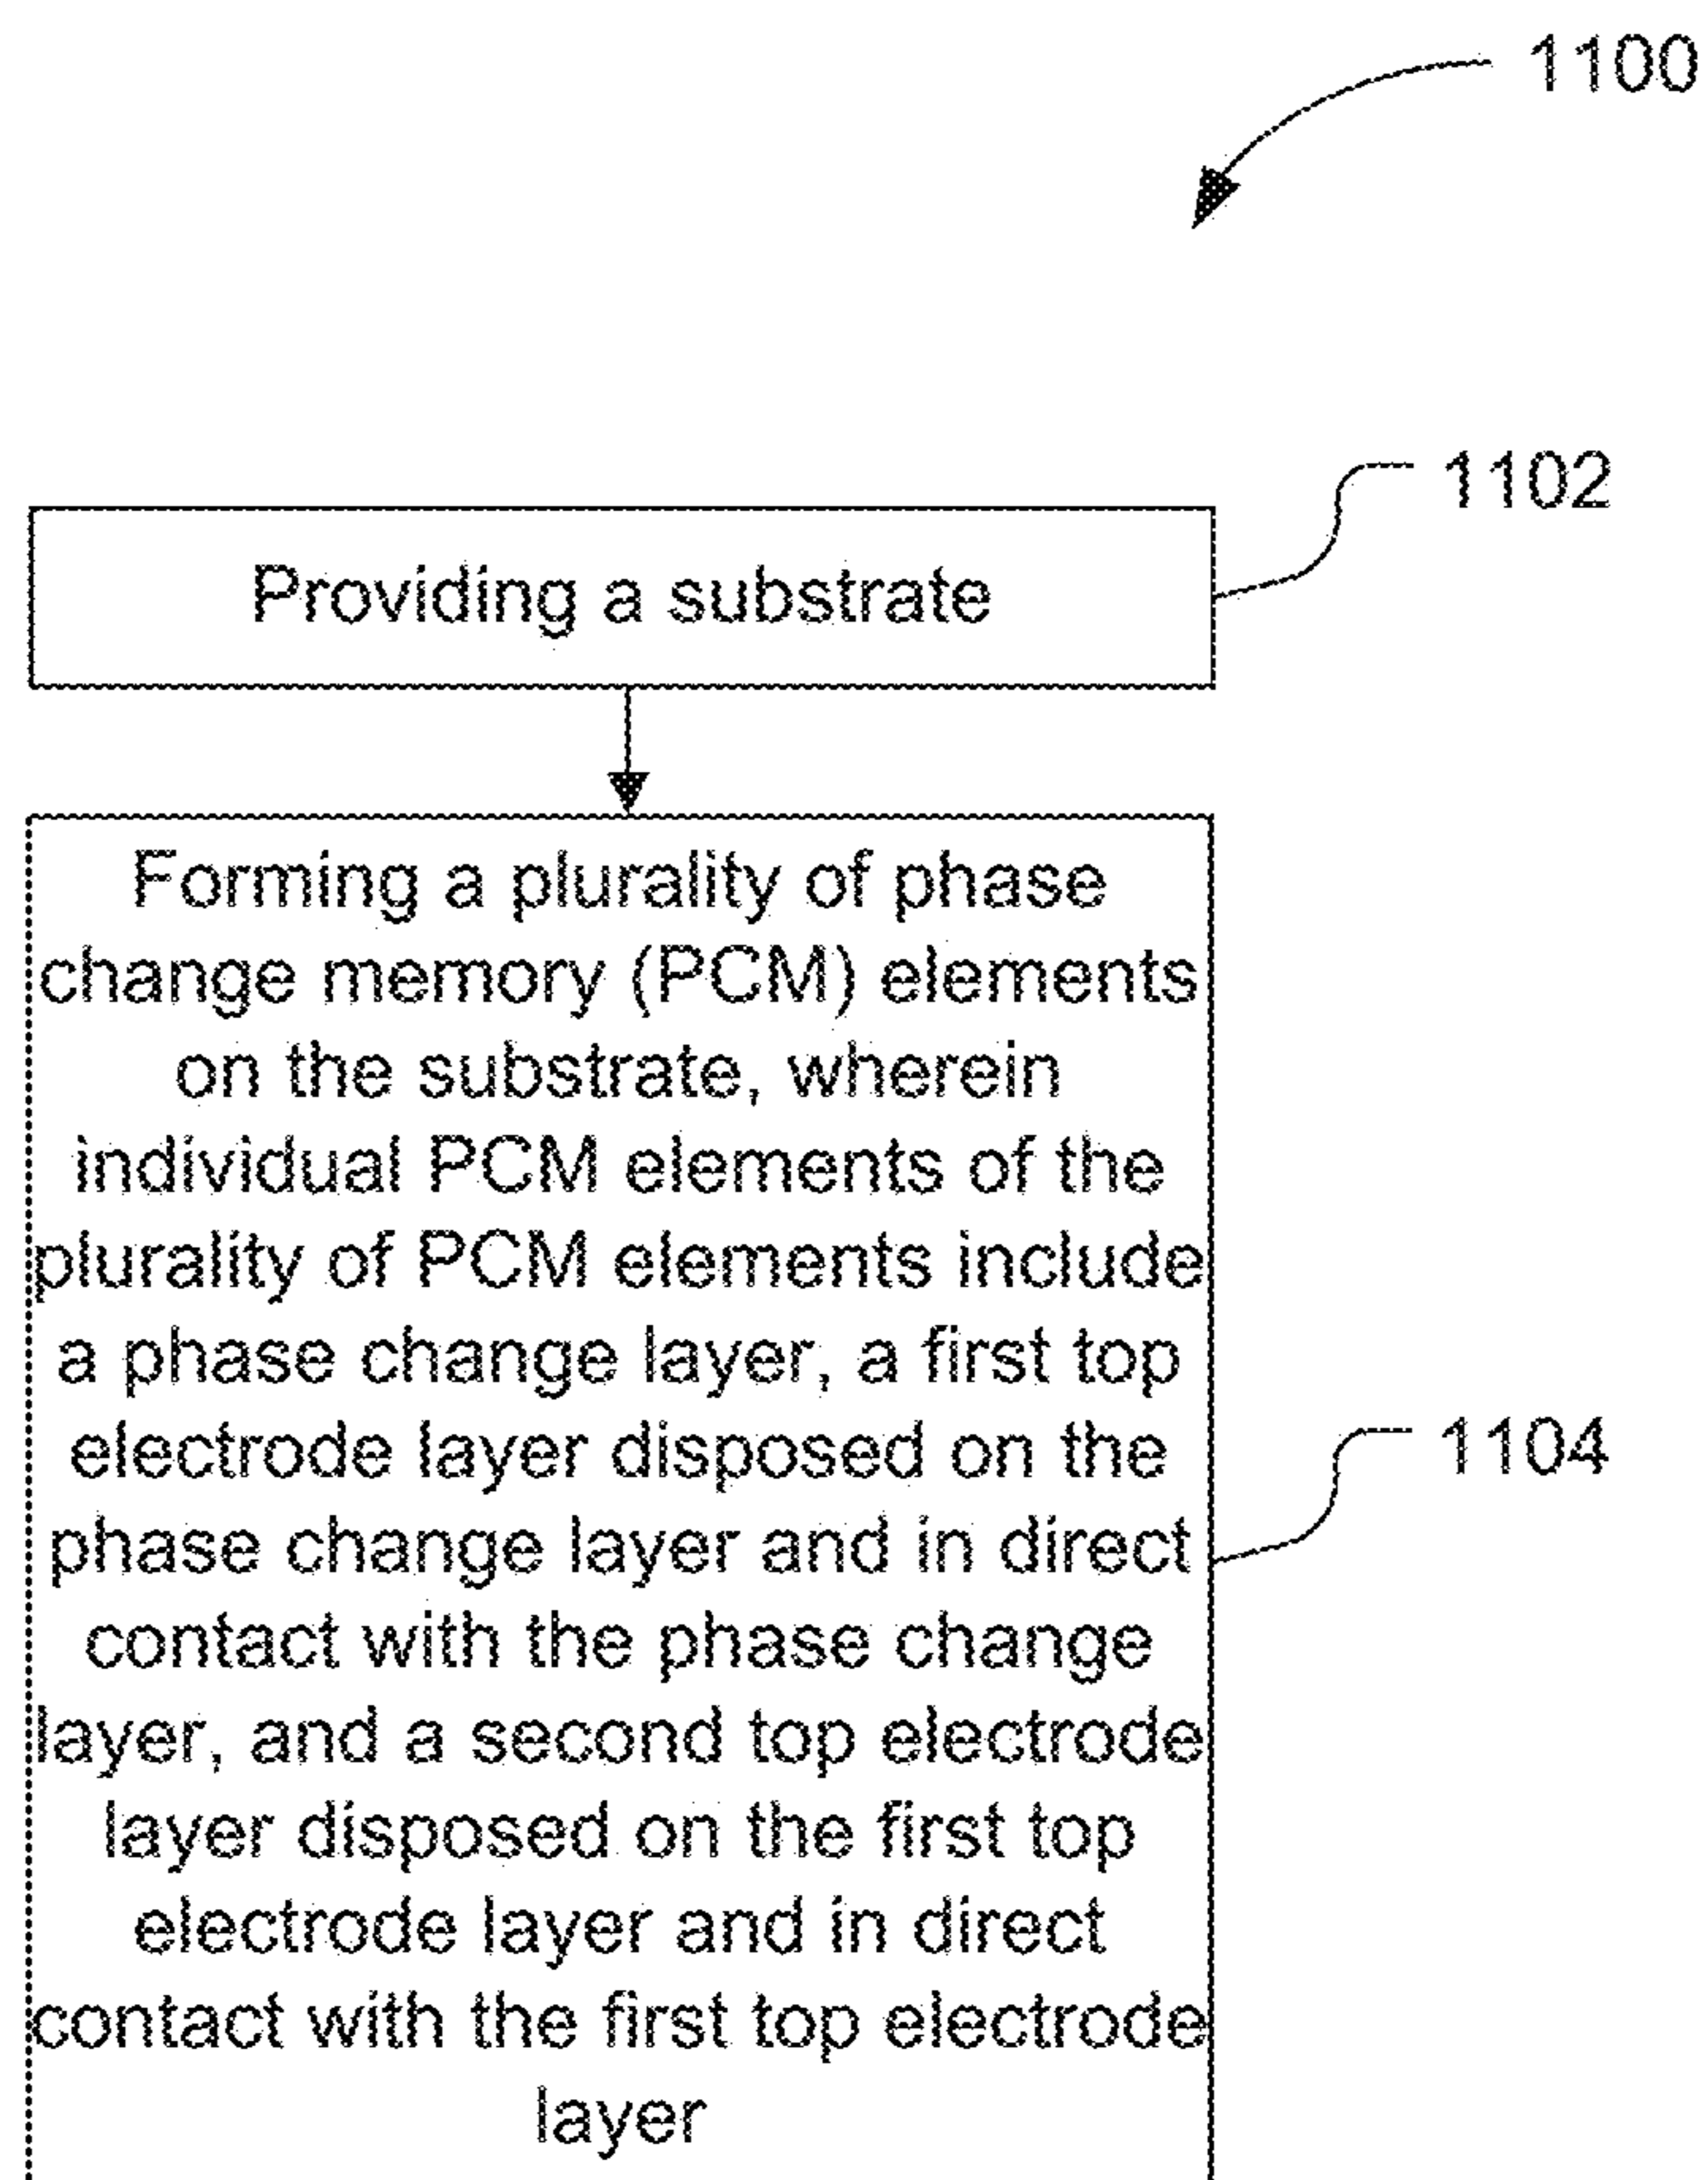 1100
1102
Providing a substrate
Forming a plurality of phase
change memory (PCM) elements
on the substrate, wherein
individual PCM elements of the
plurality of PCM elements include
a phase change layer, a first top
electrode layer disposed on the
1104
phase change layer and in direct
contact with the phase change
layer, and a second top electrode
layer disposed on the first top
electrode layer and in direct
contact with the first top electrode
layer